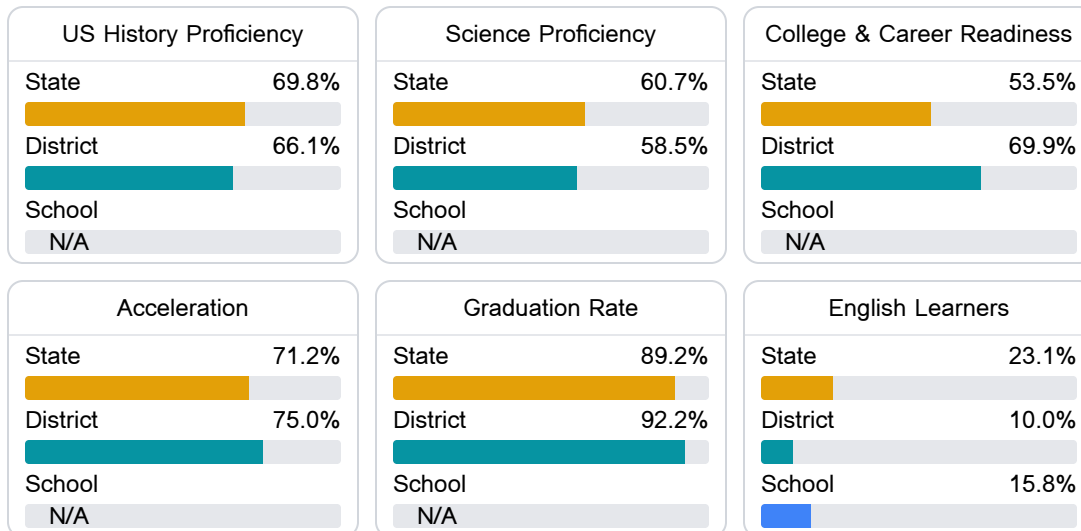 US History Proficiency
State 69.8%
District 66.1%
School
N/A
Science Proficiency
State 60.7%
District 58.5%
School
N/A
College & Career Readiness
State 53.5%
District 69.9%
School
N/A
Acceleration
State 71.2%
District 75.0%
School
N/A
Graduation Rate
State 89.2%
District 92.2%
School
N/A
English Learners
State 23.1%
District 10.0%
School 15.8%